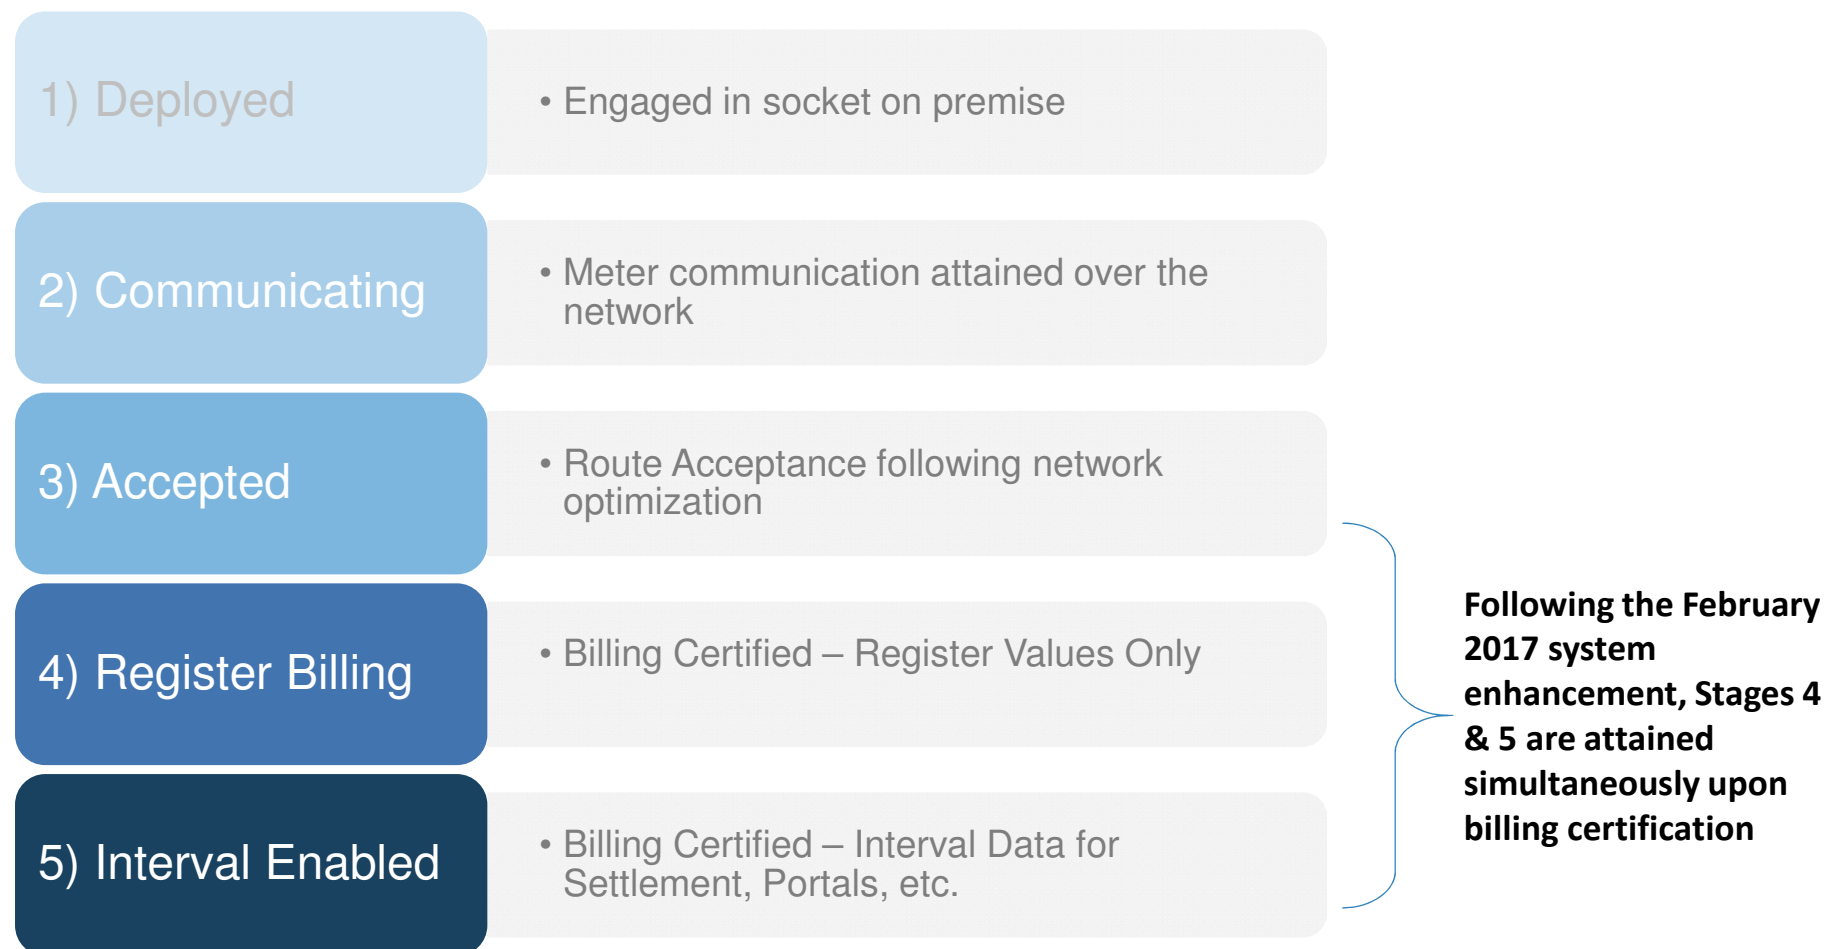 1) Deployed
• Engaged in socket on premise
2) Communicating
• Meter communication attained over the
network
3) Accepted
• Route Acceptance following network
optimization
4) Register Billing
• Billing Certified – Register Values Only
5) Interval Enabled
• Billing Certified – Interval Data for
Settlement, Portals, etc.
Following the February
2017 system
enhancement, Stages 4
& 5 are attained
simultaneously upon
billing certification